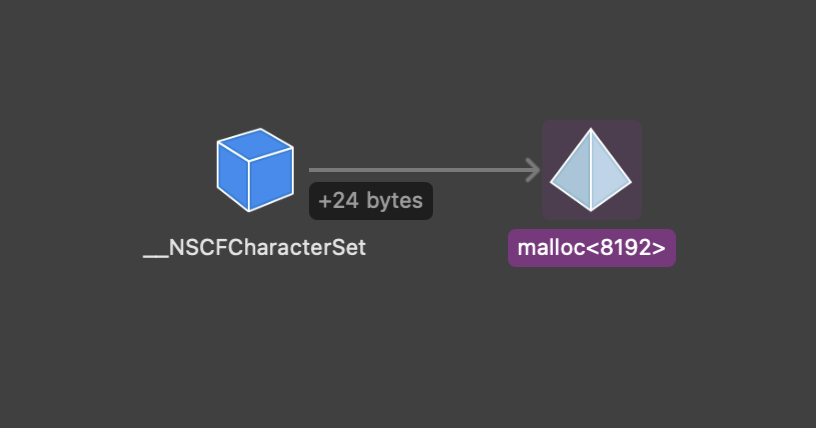 +24 bytes
__NSCFCharacterSet
malloc<8192>